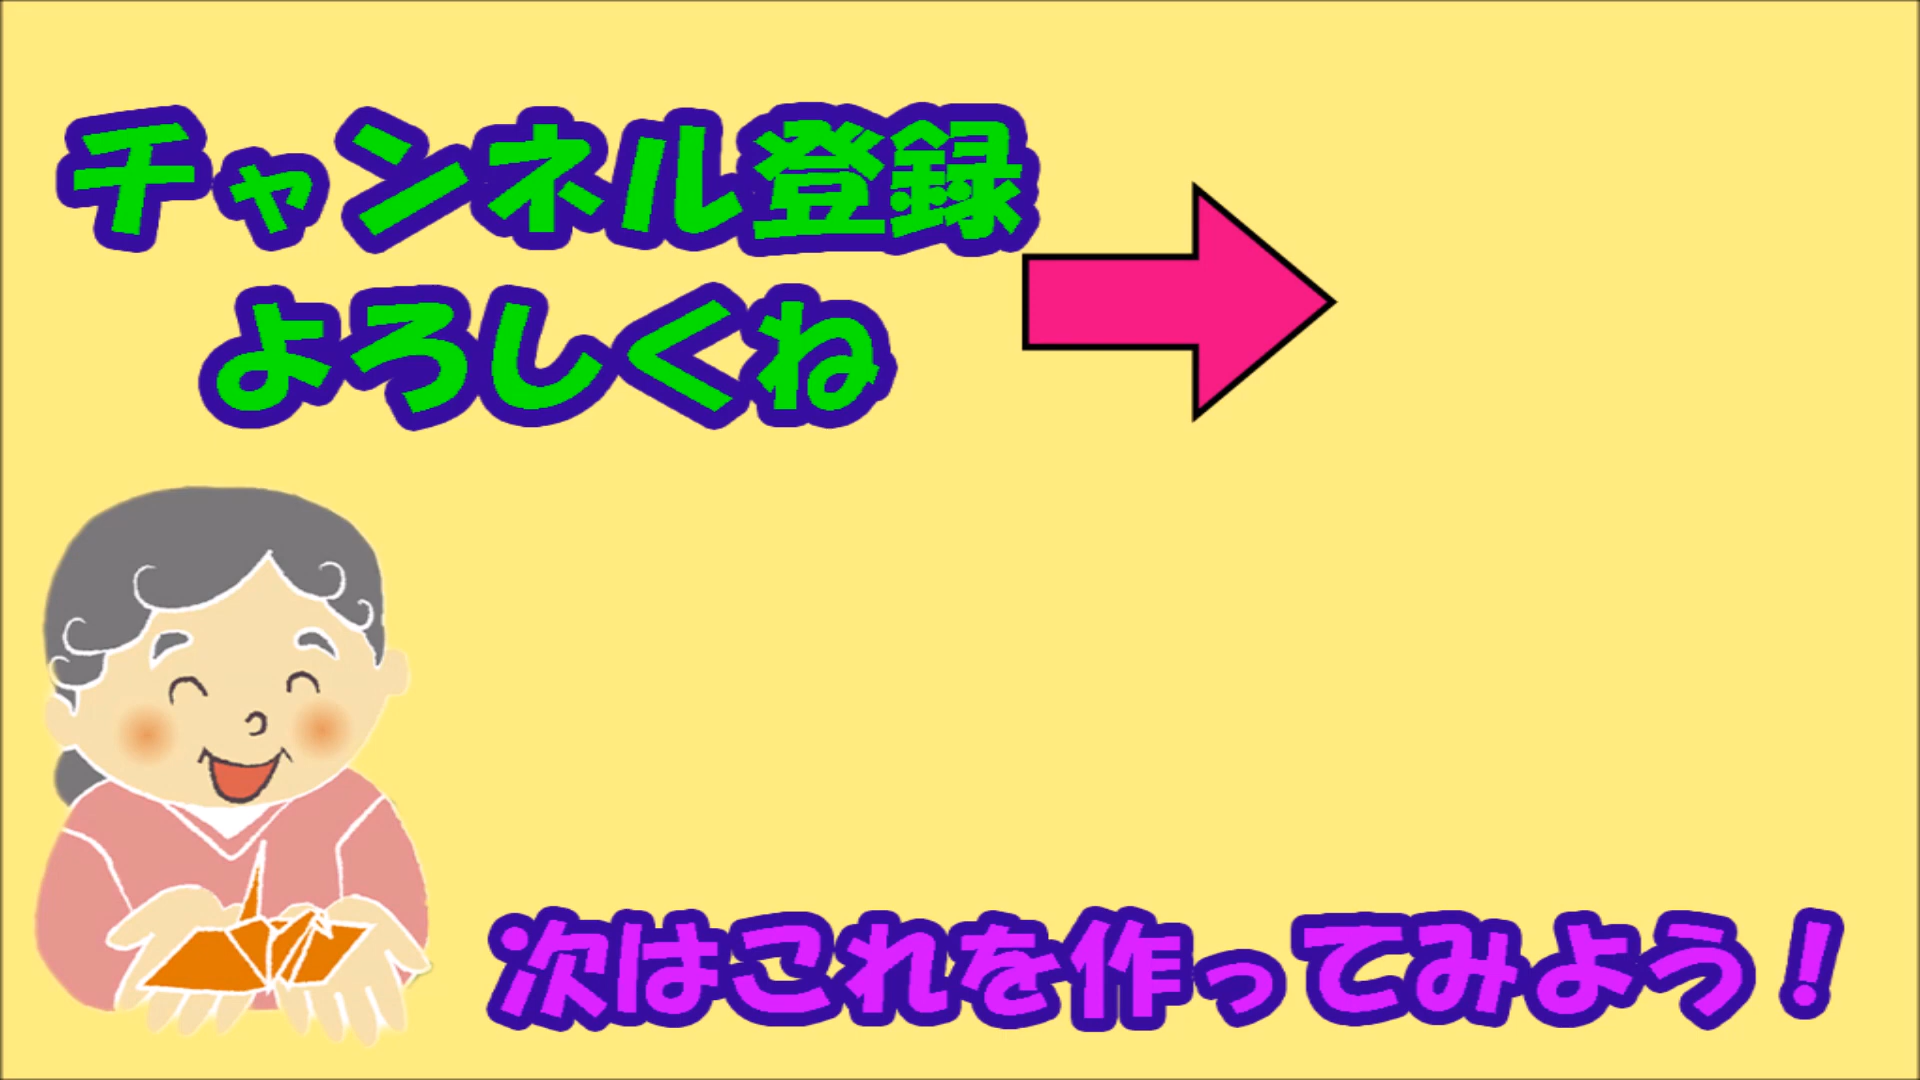 チャンネル登録
よろしくね
次はこれを作ってみよう！